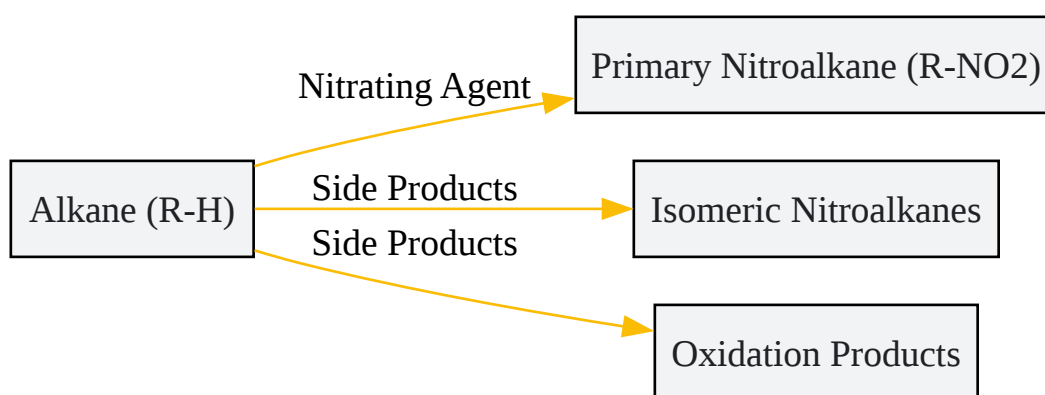 Primary Nitroalkane (R-NO2)
Nitrating Agent
Alkane (R-H)
Side Products
Isomeric Nitroalkanes
Side Products
Oxidation Products